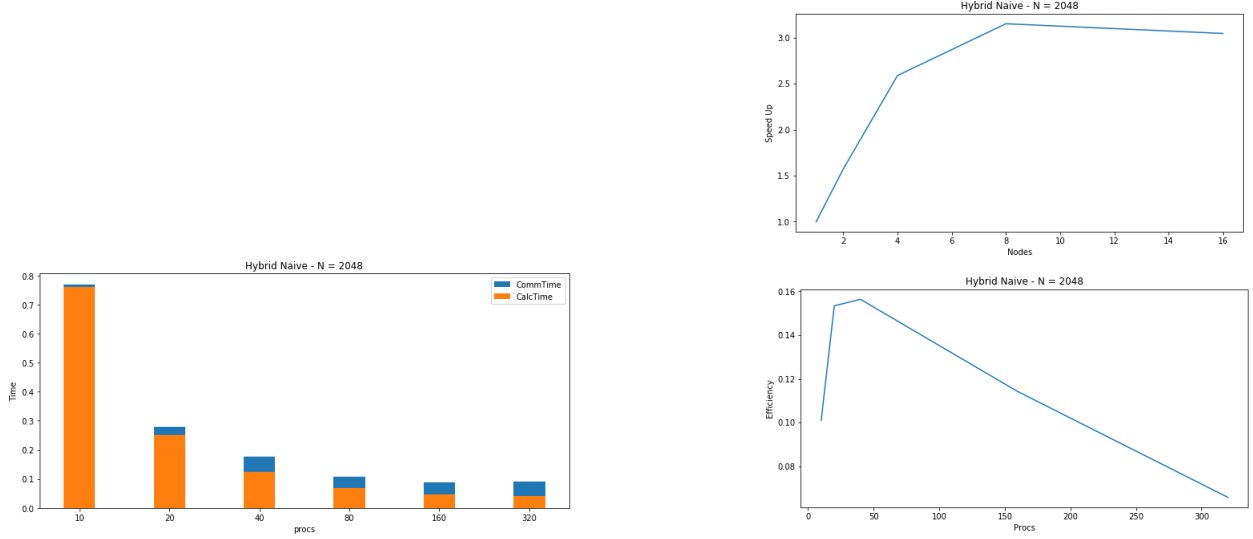 Hybrid Naive - N = 2048
3.0
2.5
2.0
1.5
1.0
Speed Up
2 4 6 8 10 12 14 16
Nodes
Hybrid Naive - N = 2048
0.8
0.7
0.6
0.5
0.4
0.3
0.2
0.1
0.0
Time
CommTime
CalcTime
10 20 40 80 160 320
procs
Hybrid Naive - N = 2048
0.16
0.14
0.12
0.10
0.08
Efficiency
0 50 100 150 200 250 300
Procs